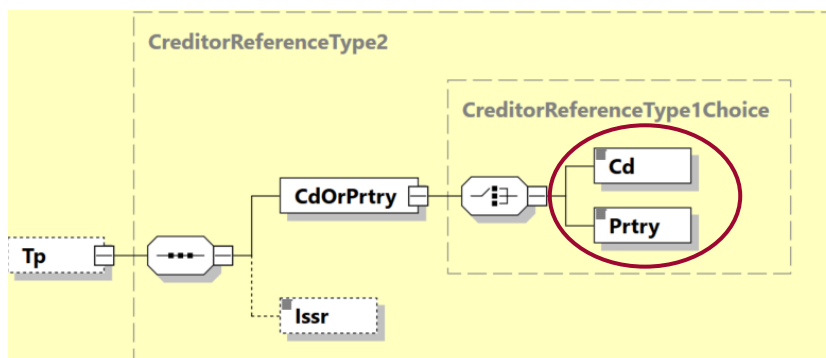 CreditorReferenceType2
CreditorReferenceType1Choice
Cd
CdOrPrtry
Prtry
Tp
Issr